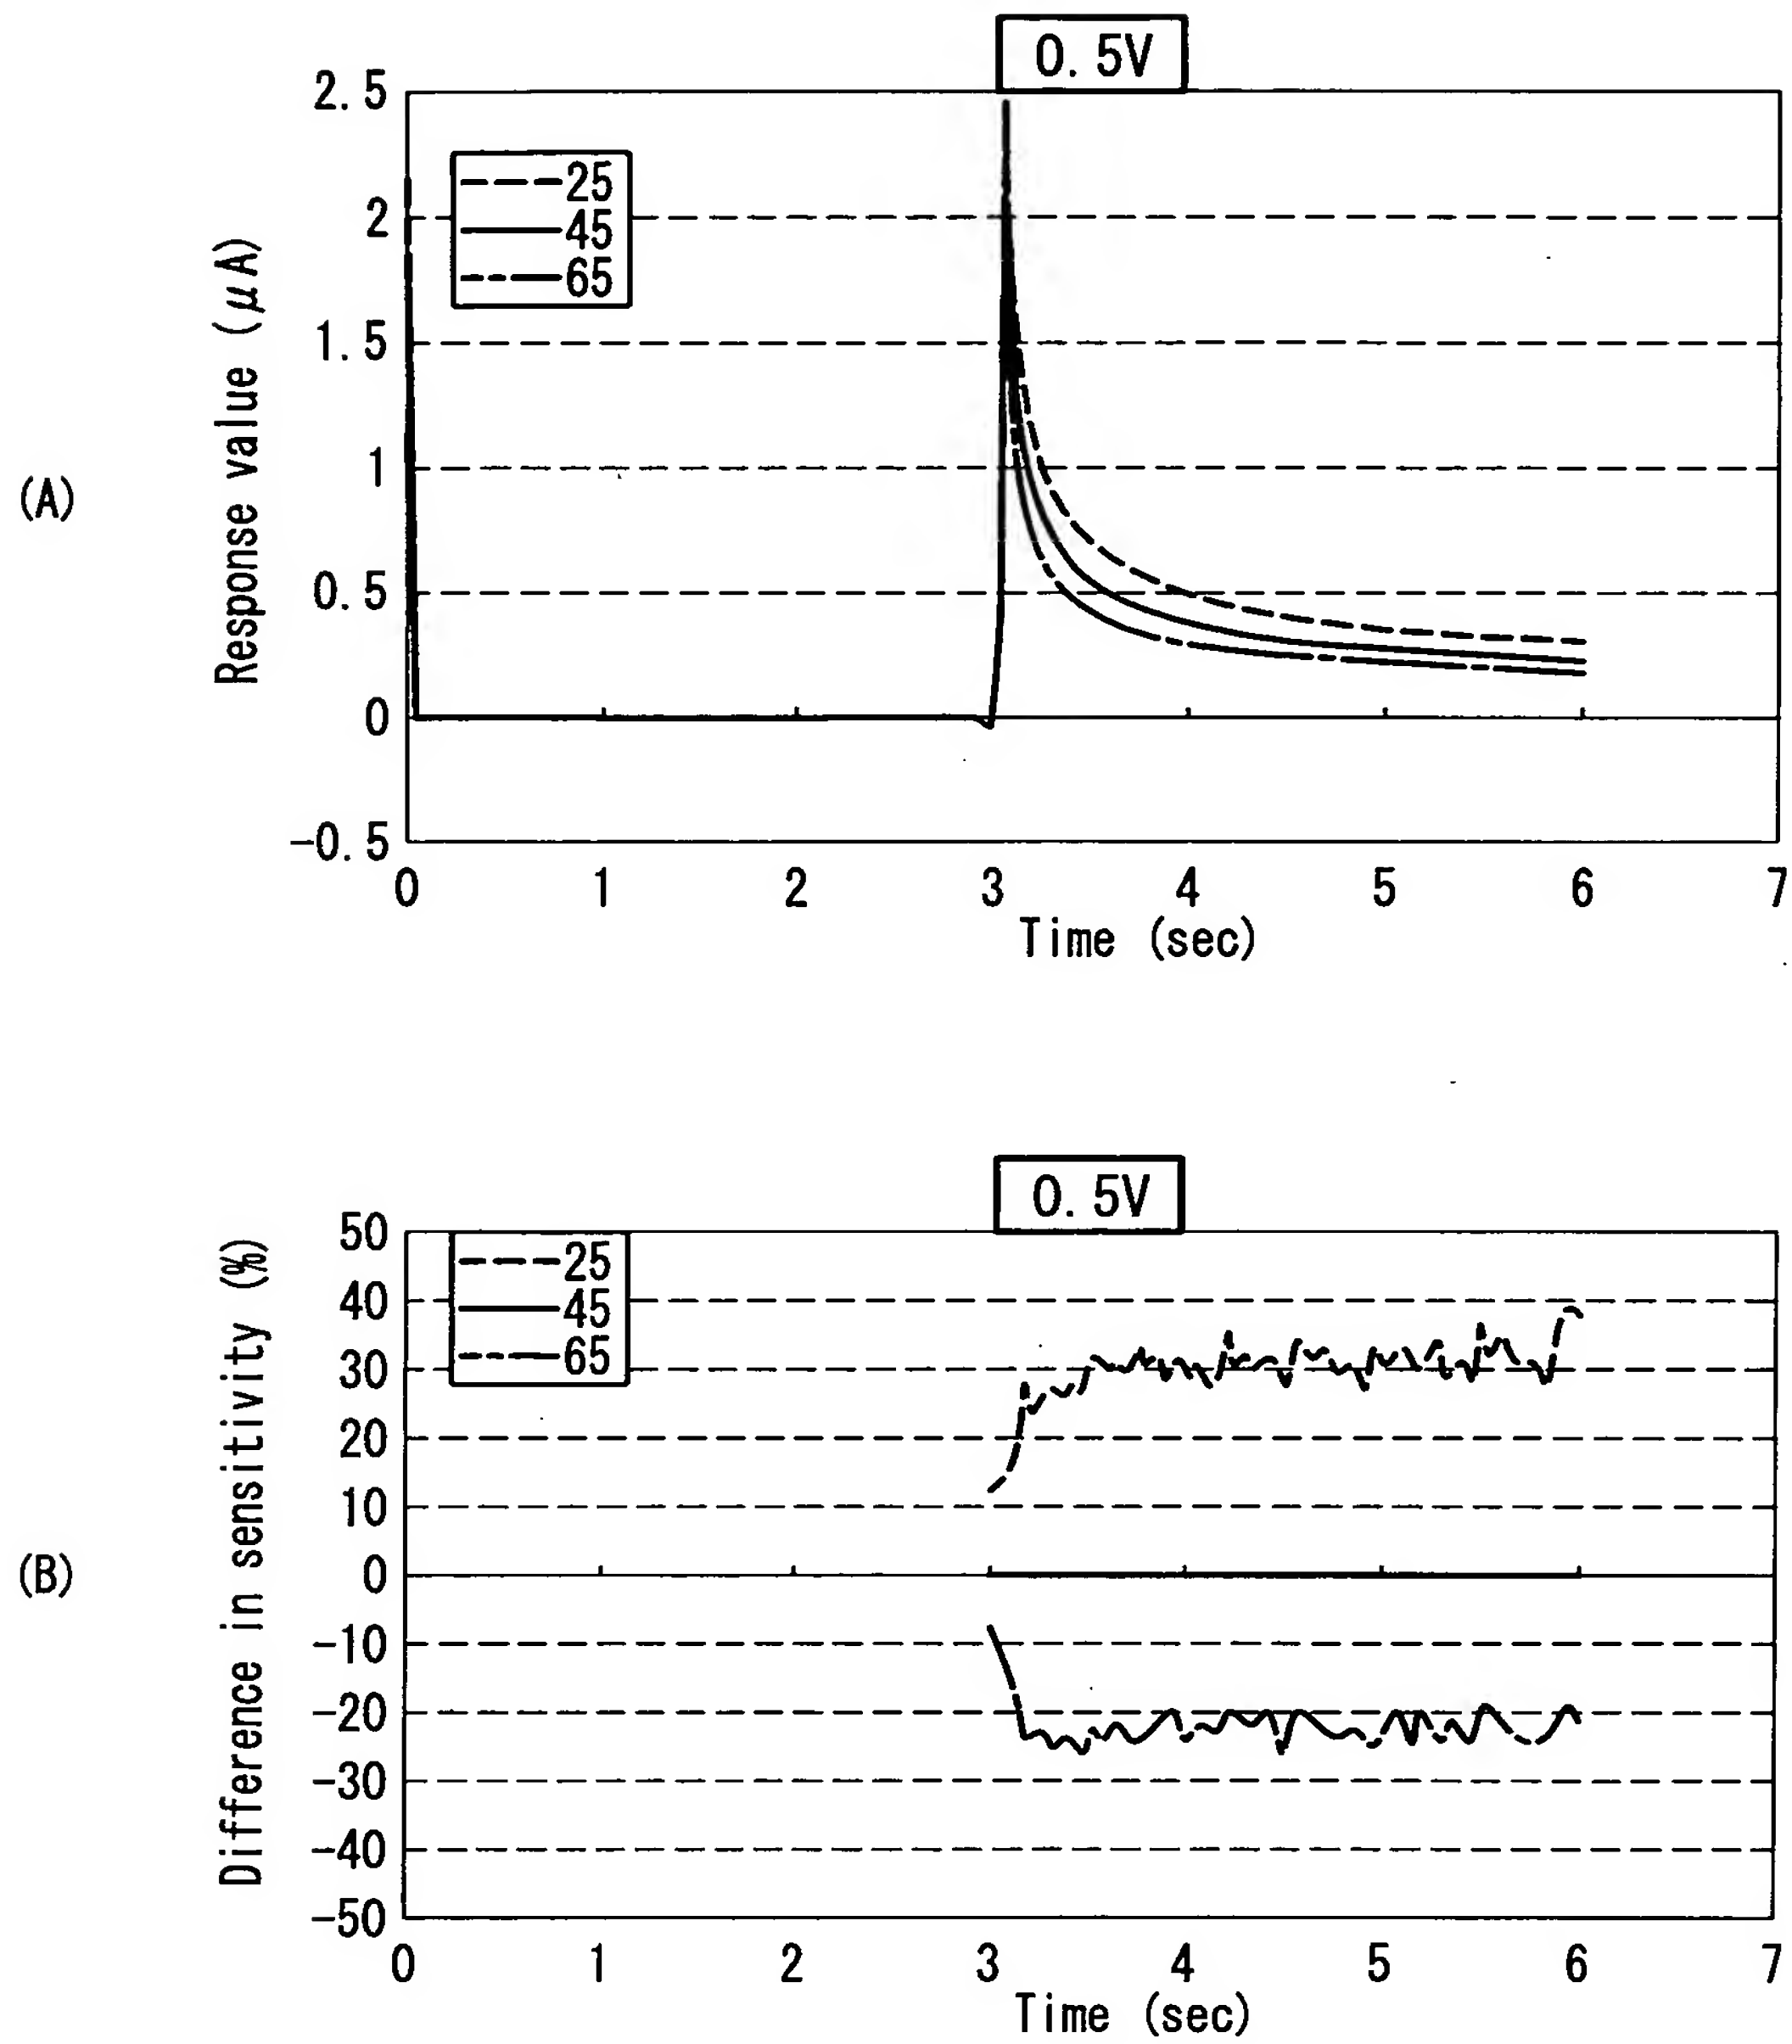 0.5V
2.5
2
1.5
1
0.5
0
-0.5
25
45
65
Response value (μA)
(A)
0 1 2 3 4 5 6 7
Time (sec)
0.5V
50
40
30
20
10
0
-10
-20
-30
-40
-50
25
45
65
Difference in sensitivity (%)
(B)
0 1 2 3 4 5 6 7
Time (sec)